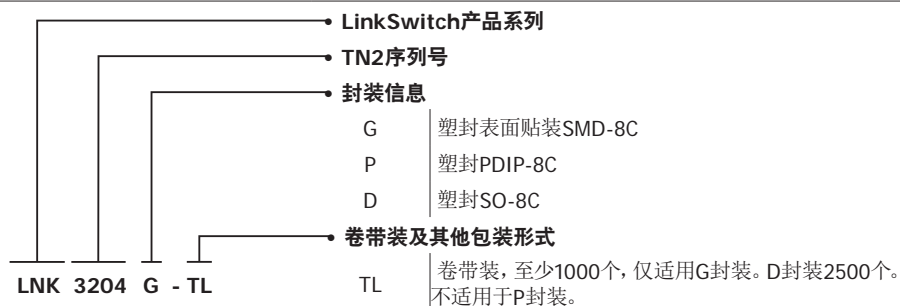 LinkSwitch产品系列
TN2序列号
封装信息
G 塑封表面贴装SMD-8C
P 塑封PDIP-8C
D 塑封SO-8C
卷带装及其他包装形式
TL 卷带装，至少1000个，仅适用G封装。D封装2500个。
不适用于P封装。
LNK 3204 G - TL